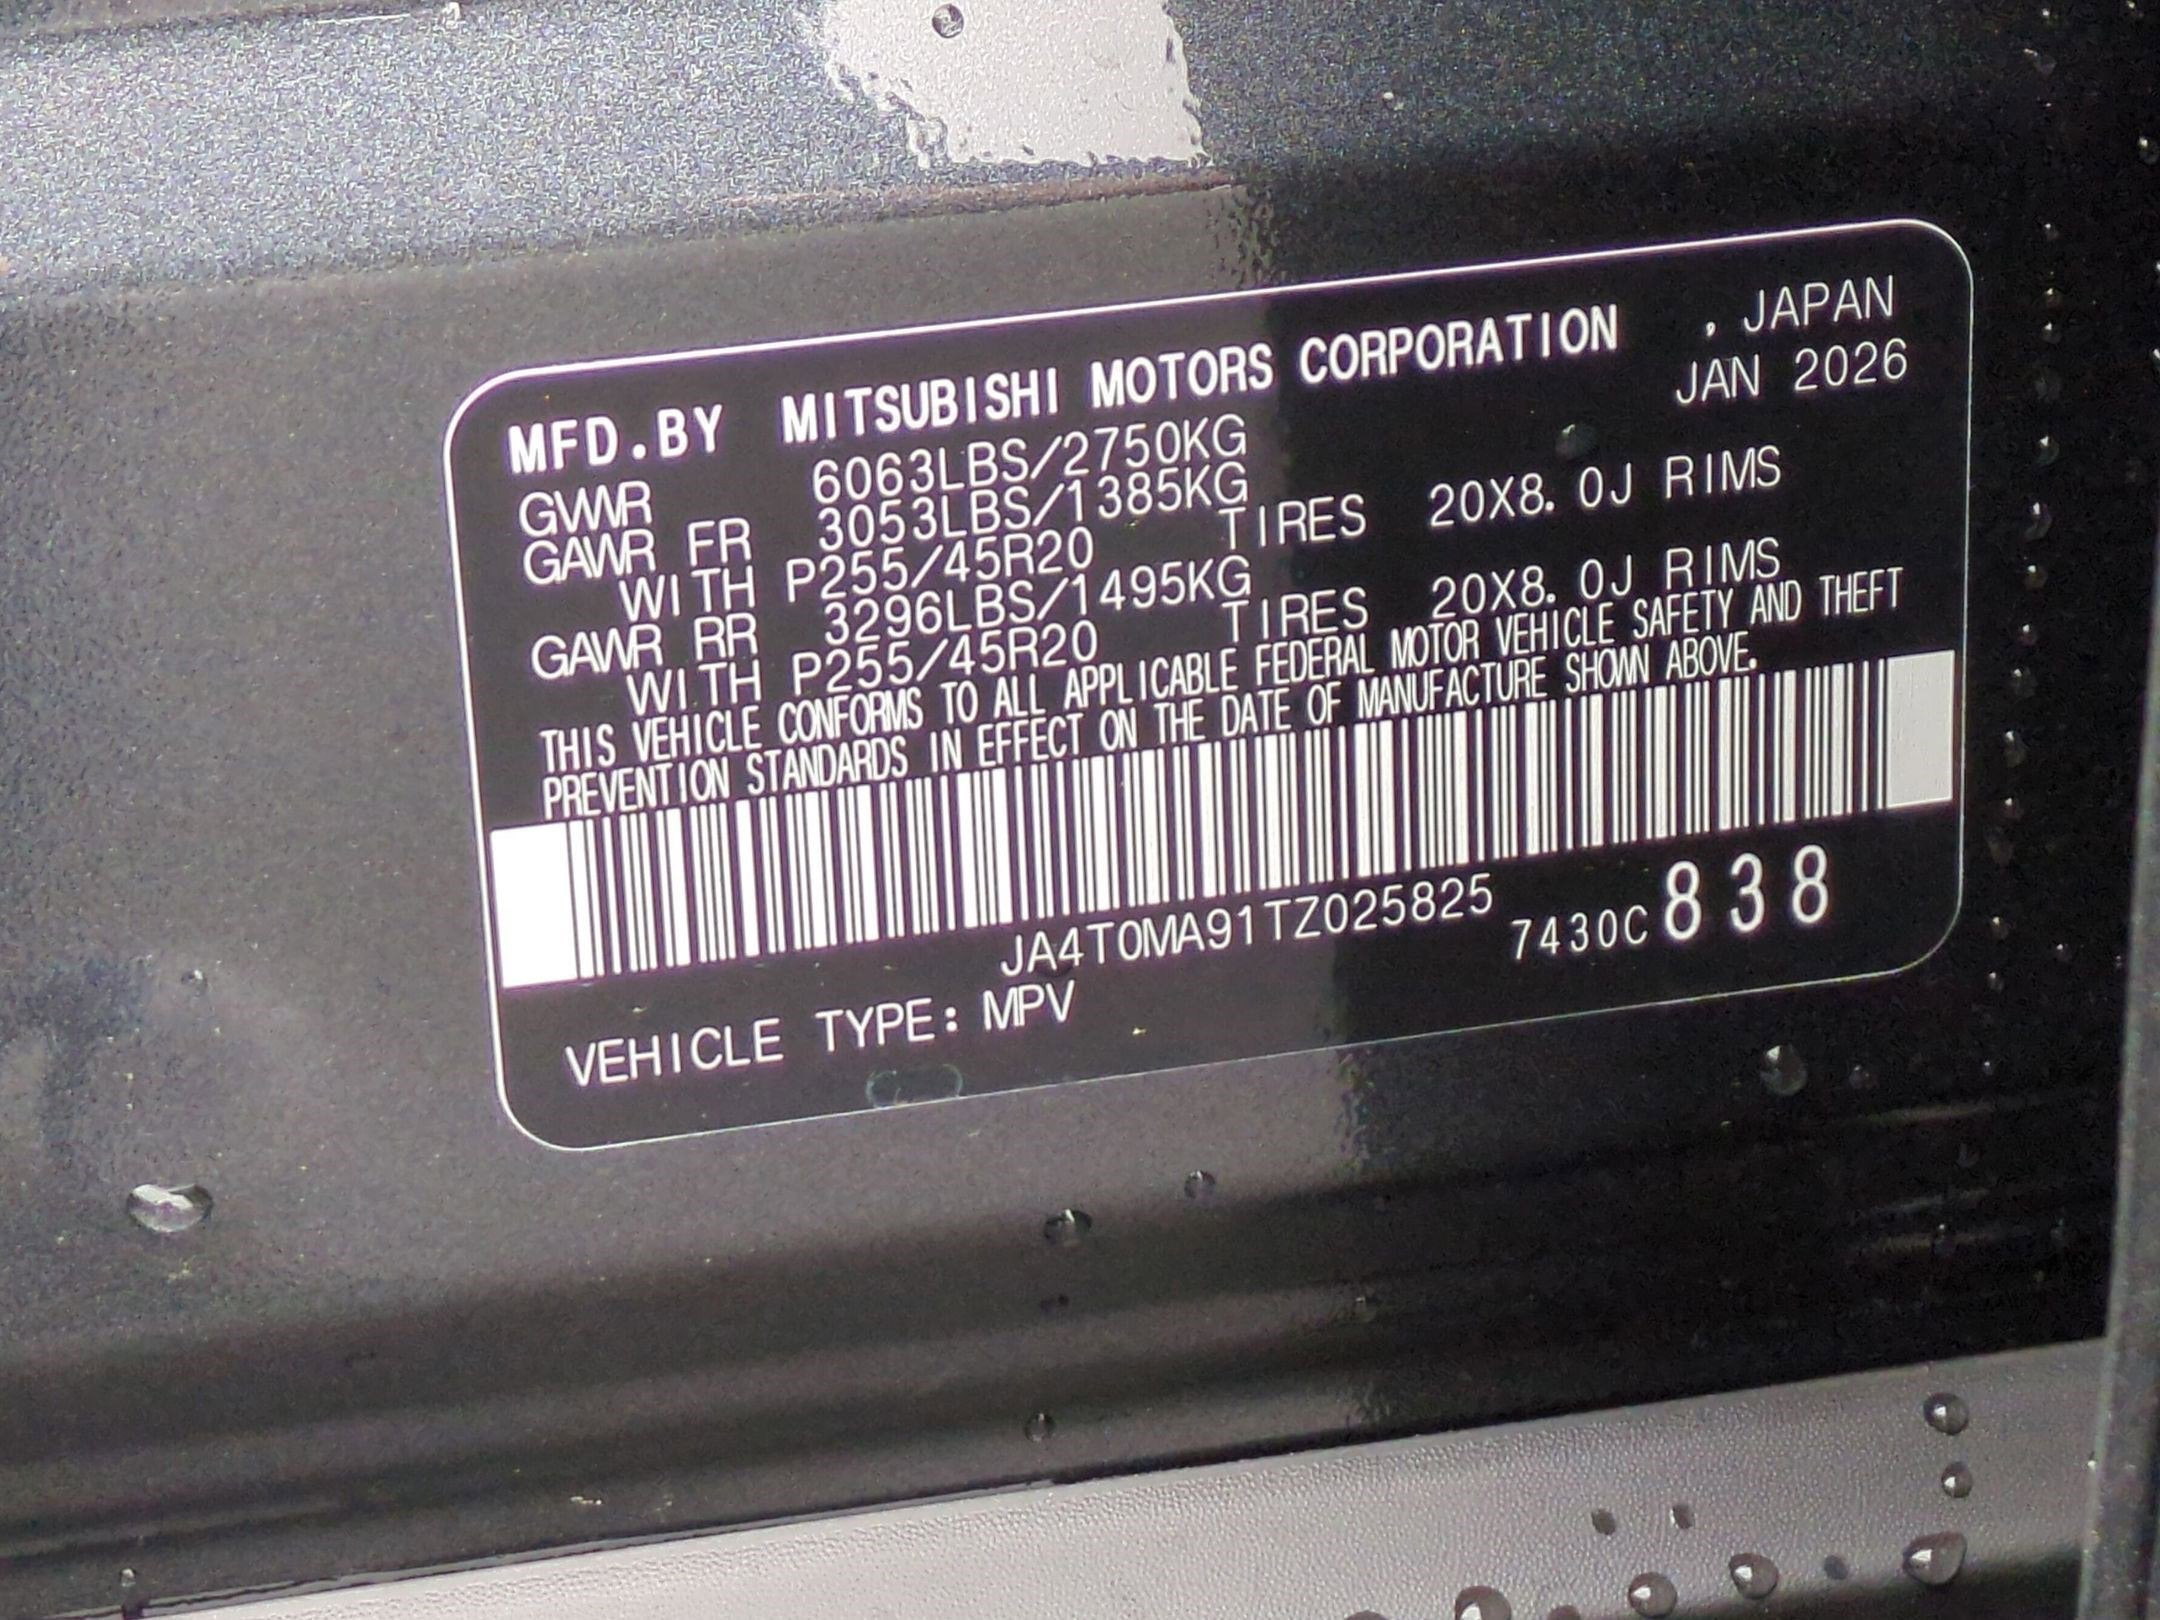 MFD.BY MITSUBISHI MOTORS CORPORATION , JAPAN
GVWR 6063LBS/2750KG JAN 2026
GAWR FR 3053LBS/1385KG
WITH P255/45R20 TIRES 20X8.0J RIMS
GAWR RR 3296LBS/1495KG
WITH P255/45R20 TIRES 20X8.0J RIMS
THIS VEHICLE CONFORMS TO ALL APPLICABLE FEDERAL MOTOR VEHICLE SAFETY AND THEFT
PREVENTION STANDARDS IN EFFECT ON THE DATE OF MANUFACTURE SHOWN ABOVE.
JA4T0MA91TZ025825 7430C 838
VEHICLE TYPE: MPV